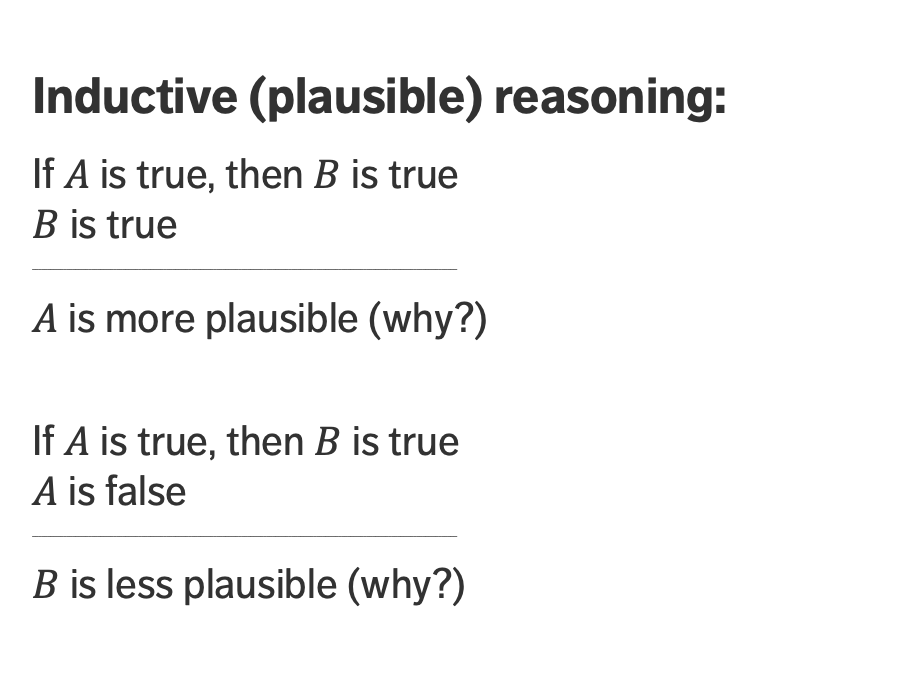 Inductive (plausible) reasoning:
If A is true, then B is true
B is true
A is more plausible (why?)
If A is true, then B is true
A is false
B is less plausible (why?)